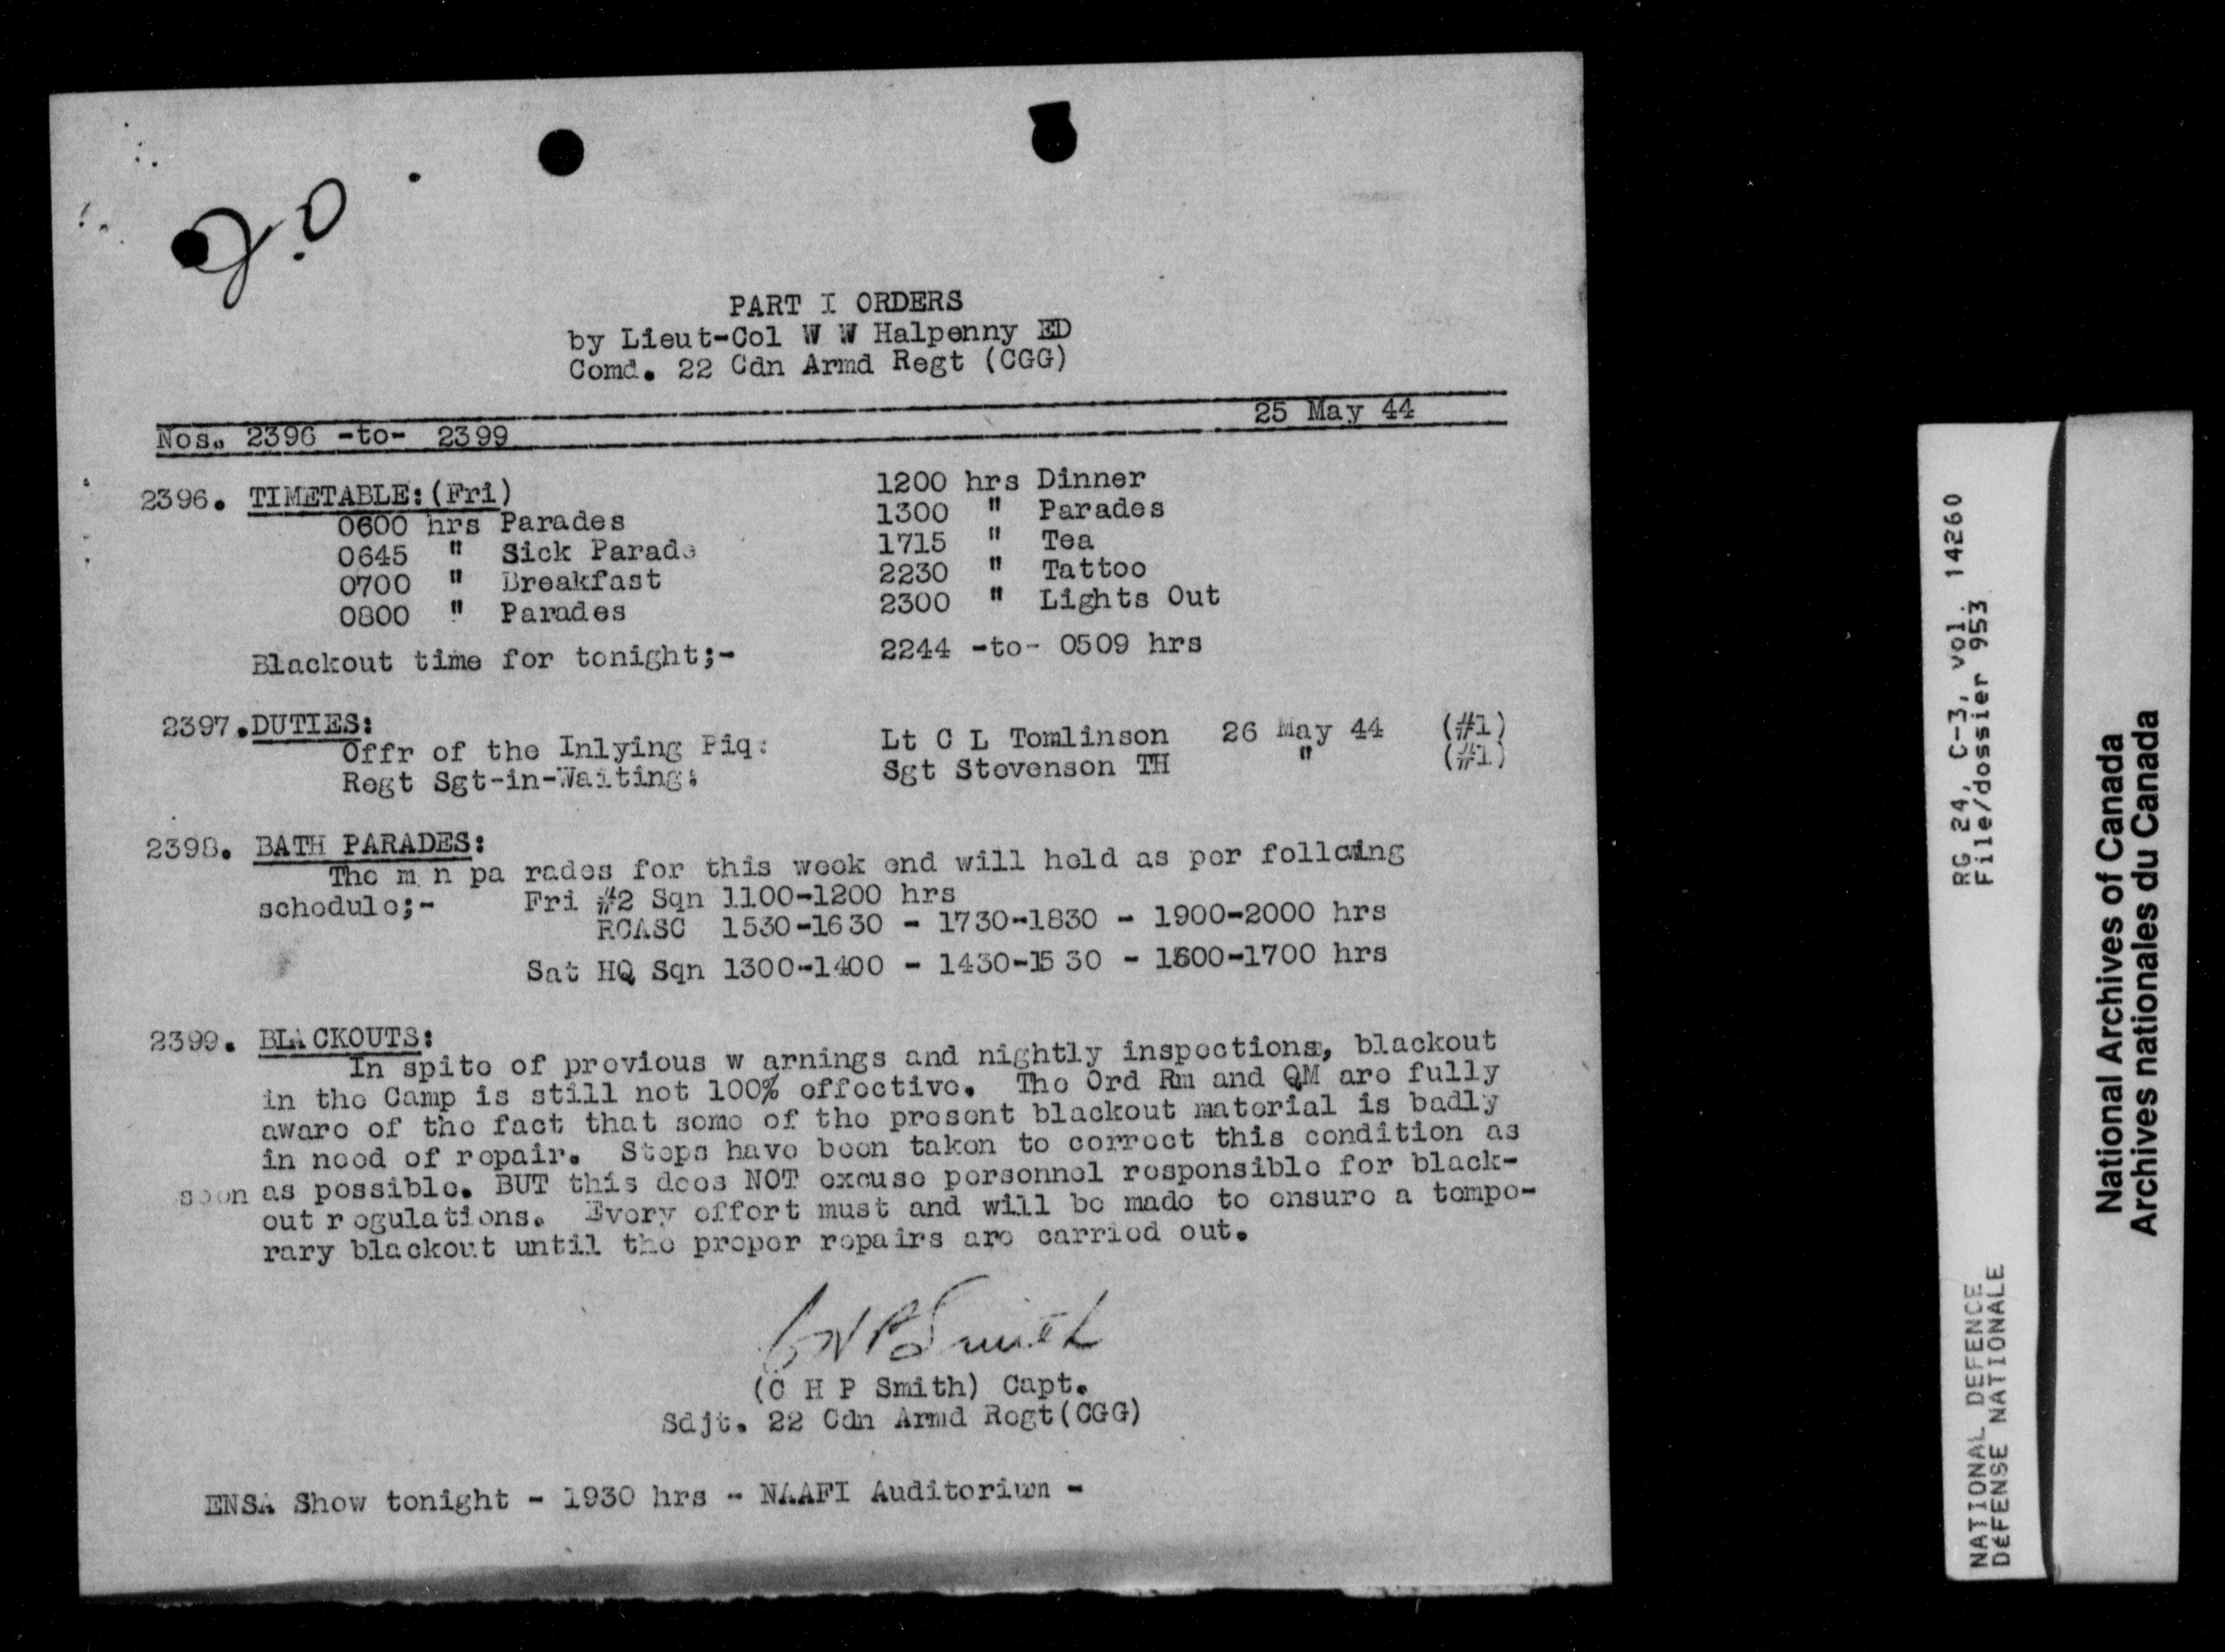 20
PART I ORDERS
by Lieut-Col W W Halpenny ED
Comd. 22 Cdn Armd Regt (CGG)
25 May 44
Nos. 2396 -to- 2399
2396. TIMETABLE:(Fri)
0600 hrs Parades
0645 " Sick Parade
0700 " Breakfast
0800 " Parades
1200 hrs Dinner
1300 " Parades
1715 " Tea
2230 " Tattoo
2300 " Lights Out
Blackout time for tonight;- 2244 -to- 0509 hrs
2397.DUTIES:
Offr of the Inlying Piq: Lt C L Tomlinson 26 May 44 (#1)
Regt Sgt-in-Waiting: Sgt Stevenson TH " (#1)
2398. BATH PARADES:
The m n pa rades for this week end will hold as per following
schedule;- Fri #2 Sqn 1100-1200 hrs
RCASC 1530-1630 - 1730-1830 - 1900-2000 hrs
Sat HQ Sqn 1300-1400 - 1430-1530 - 1600-1700 hrs
2399. BLACKOUTS:
In spite of previous w arnings and nightly inspections, blackout
in the Camp is still not 100% effective. The Ord Rm and QM are fully
aware of the fact that some of the present blackout material is badly
in need of repair. Steps have been taken to correct this condition as
soon as possible. BUT this does NOT excuse personnel responsible for black-
out r egulations. Every effort must and will be made to ensure a tempo-
rary blackout until the proper repairs are carried out.
CHP Smith
(C H P Smith) Capt.
Sdjt. 22 Cdn Armd Regt(CGG)
ENSA Show tonight - 1930 hrs - NAAFI Auditorium -
RG 24, C-3, vol. 14260
File/dossier 953
NATIONAL DEFENCE
DÉFENSE NATIONALE
National Archives of Canada
Archives nationales du Canada